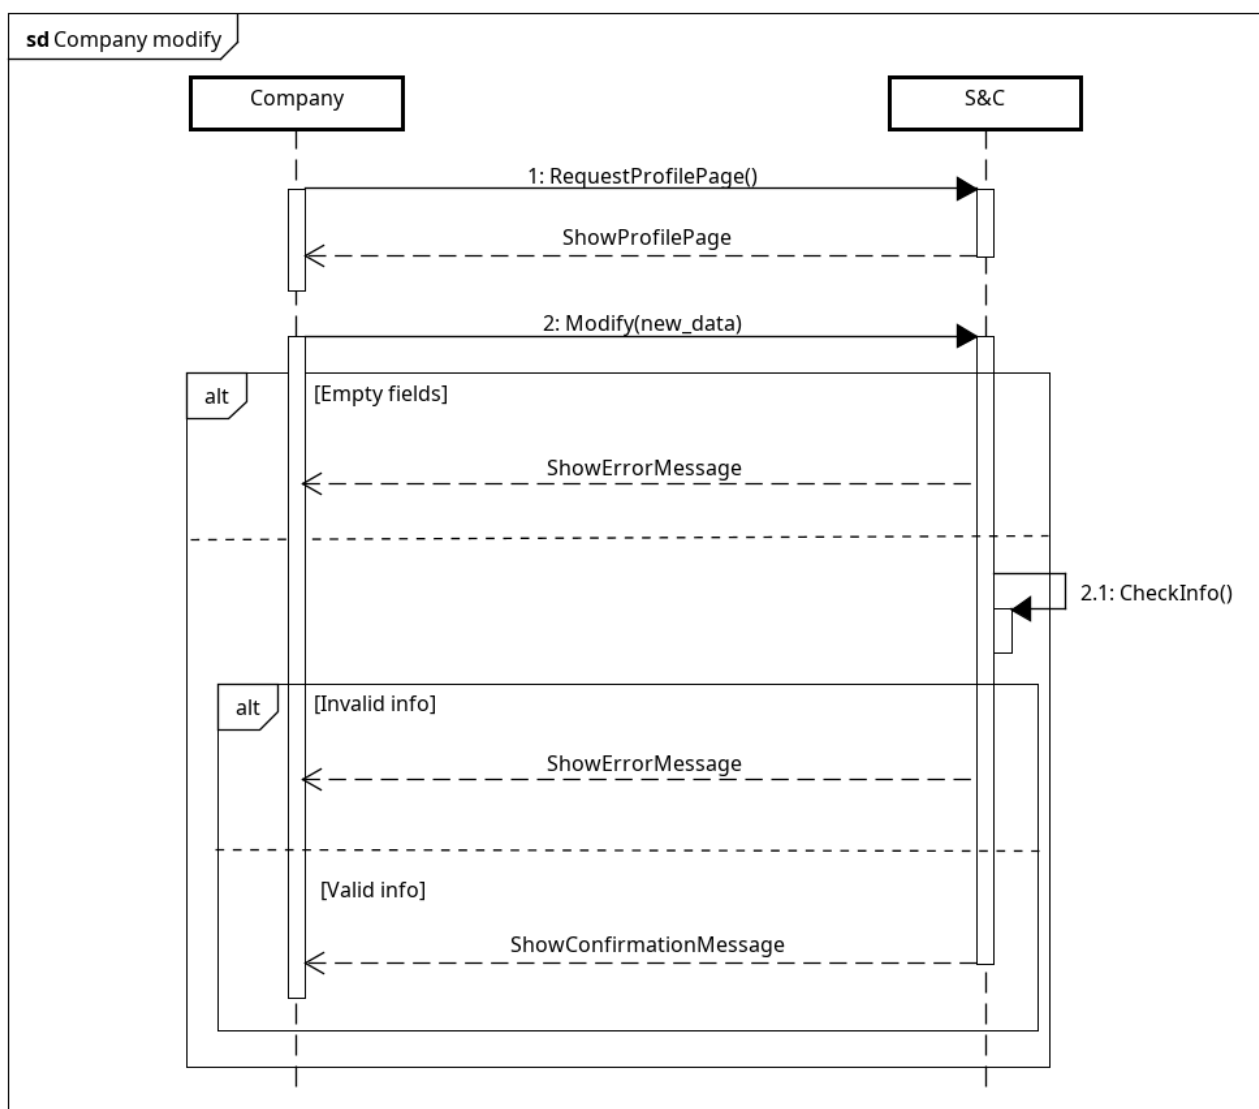 sd Company modify
Company
S&C
1: RequestProfilePage()
ShowProfilePage
2: Modify(new_data)
alt
[Empty fields]
ShowErrorMessage
2.1: CheckInfo()
alt
[Invalid info]
ShowErrorMessage
[Valid info]
ShowConfirmationMessage